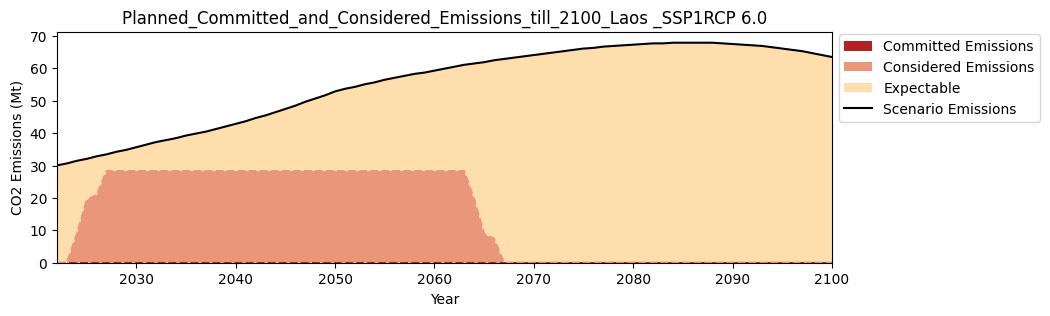 Planned_Committed_and_Considered_Emissions_till_2100_Laos _SSP1RCP 6.0
70
60
50
40
30
20
10
0
CO2 Emissions (Mt)
2030 2040 2050 2060 2070 2080 2090 2100
Year
Committed Emissions
Considered Emissions
Expectable
Scenario Emissions